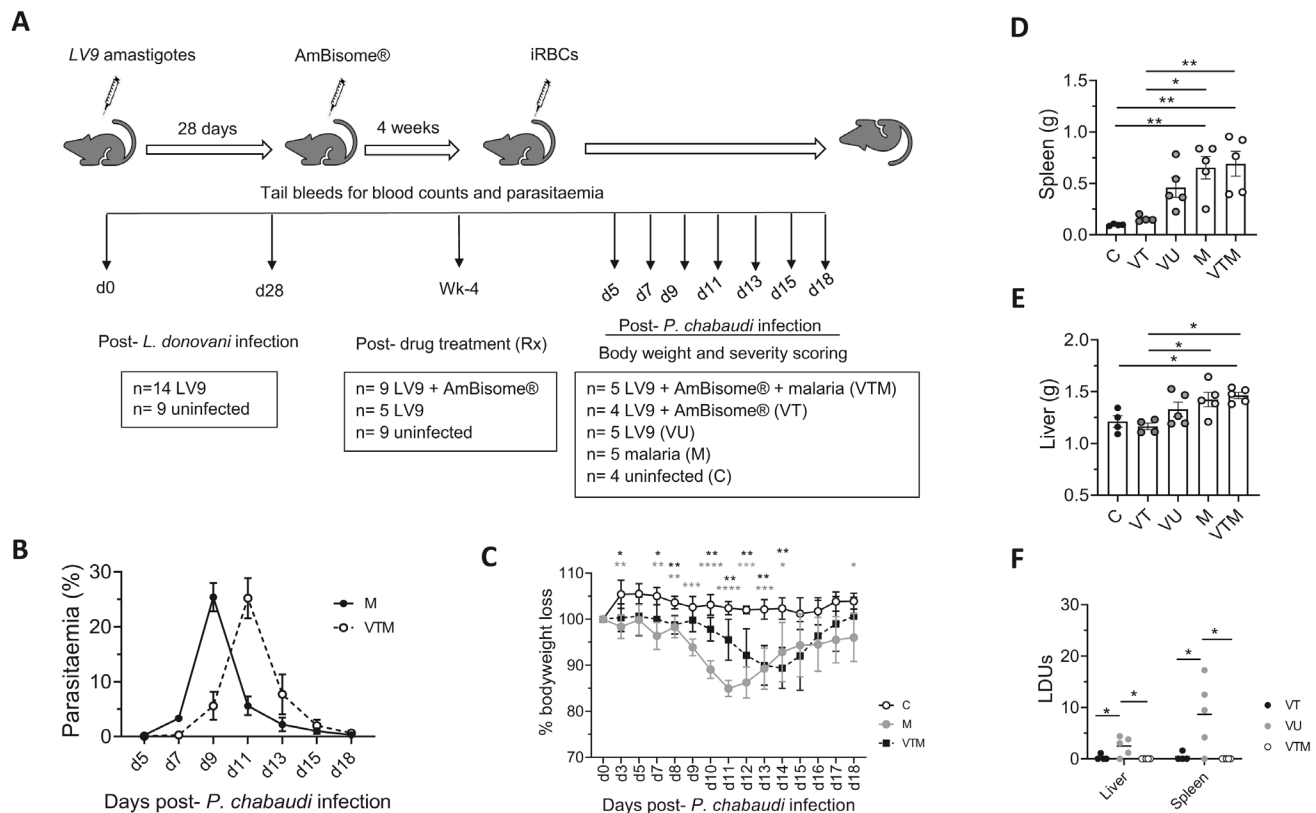 A
LV9 amastigotes
AmBisome®
iRBCs
28 days
4 weeks
Tail bleeds for blood counts and parasitaemia
d0
d28
Wk-4
d5
d7
d9
d11
d13
d15
d18
Post- L. donovani infection
Post- drug treatment (Rx)
Post- P. chabaudi infection
Body weight and severity scoring
n=14 LV9
n= 9 uninfected
n= 9 LV9 + AmBisome®
n= 5 LV9
n= 9 uninfected
n= 5 LV9 + AmBisome® + malaria (VTM)
n= 4 LV9 + AmBisome® (VT)
n= 5 LV9 (VU)
n= 5 malaria (M)
n= 4 uninfected (C)
B
Parasitaemia (%)
30
20
10
0
d5
d7
d9
d11
d13
d15
d18
Days post- P. chabaudi infection
M
VTM
C
% bodyweight loss
110
100
90
80
70
* * ** ** ** ** **
** ** ** *** **** **** *** *** * *
d0
d3
d5
d7
d8
d9
d10
d11
d12
d13
d14
d15
d16
d17
d18
Days post- P. chabaudi infection
C
M
VTM
D
Spleen (g)
1.5
1.0
0.5
0.0
**
*
**
**
C
VT
VU
M
VTM
E
Liver (g)
2.0
1.5
1.0
0.5
*
*
*
C
VT
VU
M
VTM
F
LDUs
30
20
10
0
*
*
*
*
Liver
Spleen
VT
VU
VTM